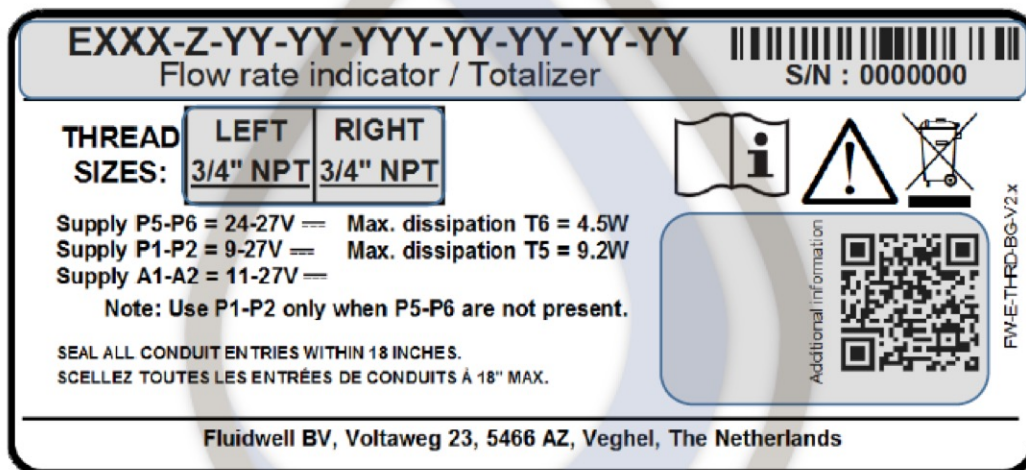 EXXX-Z-YY-YY-YYY-YY-YY-YY-YY
Flow rate indicator / Totalizer
S/N : 0000000
THREAD SIZES:
LEFT RIGHT
3/4" NPT 3/4" NPT
Supply P5-P6 = 24-27V ⎓ Max. dissipation T6 = 4.5W
Supply P1-P2 = 9-27V ⎓ Max. dissipation T5 = 9.2W
Supply A1-A2 = 11-27V ⎓
Note: Use P1-P2 only when P5-P6 are not present.
SEAL ALL CONDUIT ENTRIES WITHIN 18 INCHES.
SCELLEZ TOUTES LES ENTRÉES DE CONDUITS À 18" MAX.
Additional information
FW-E-THRD-BG-V2.x
Fluidwell BV, Voltaweg 23, 5466 AZ, Veghel, The Netherlands